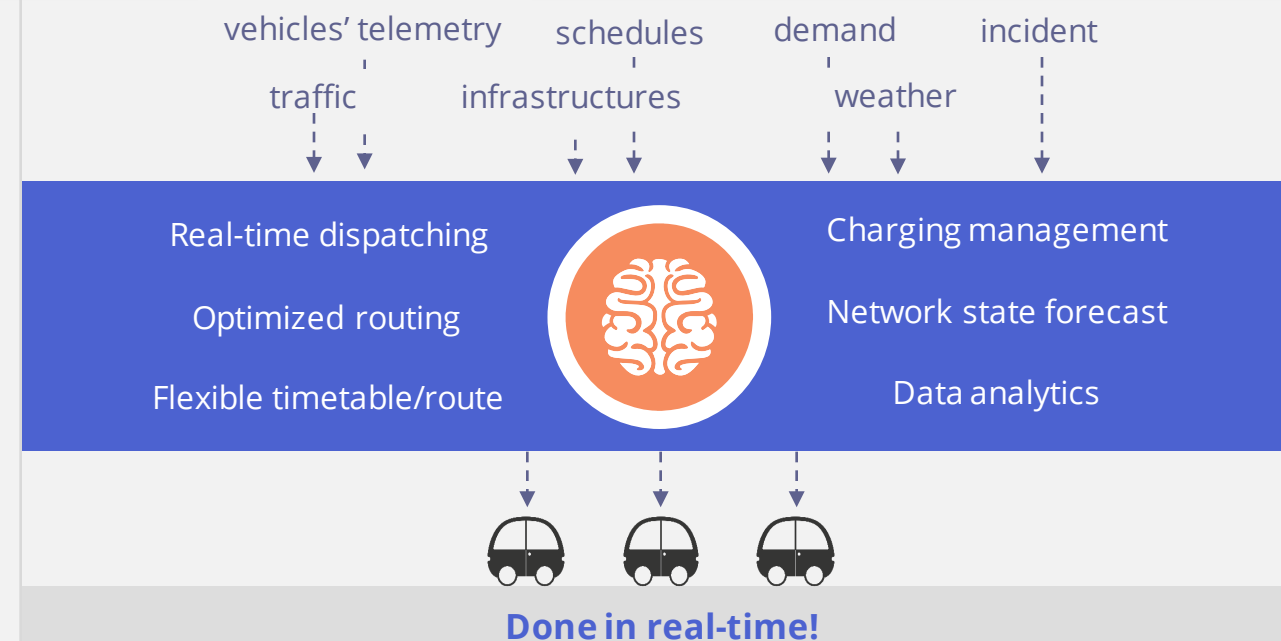 vehicles’ telemetry
schedules
demand
incident
traffic
infrastructures
weather
Real-time dispatching
Optimized routing
Flexible timetable/route
Charging management
Network state forecast
Data analytics
Done in real-time!